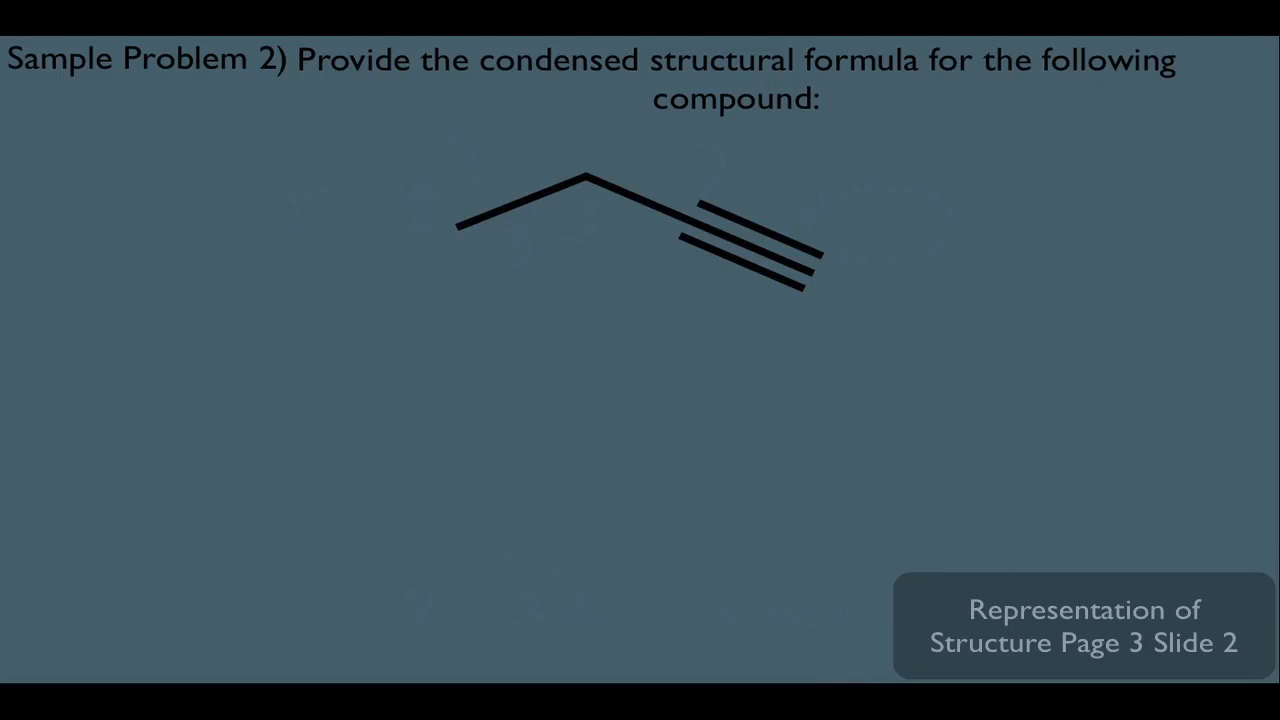 Sample Problem 2) Provide the condensed structural formula for the following
compound:
Representation of
Structure Page 3 Slide 2